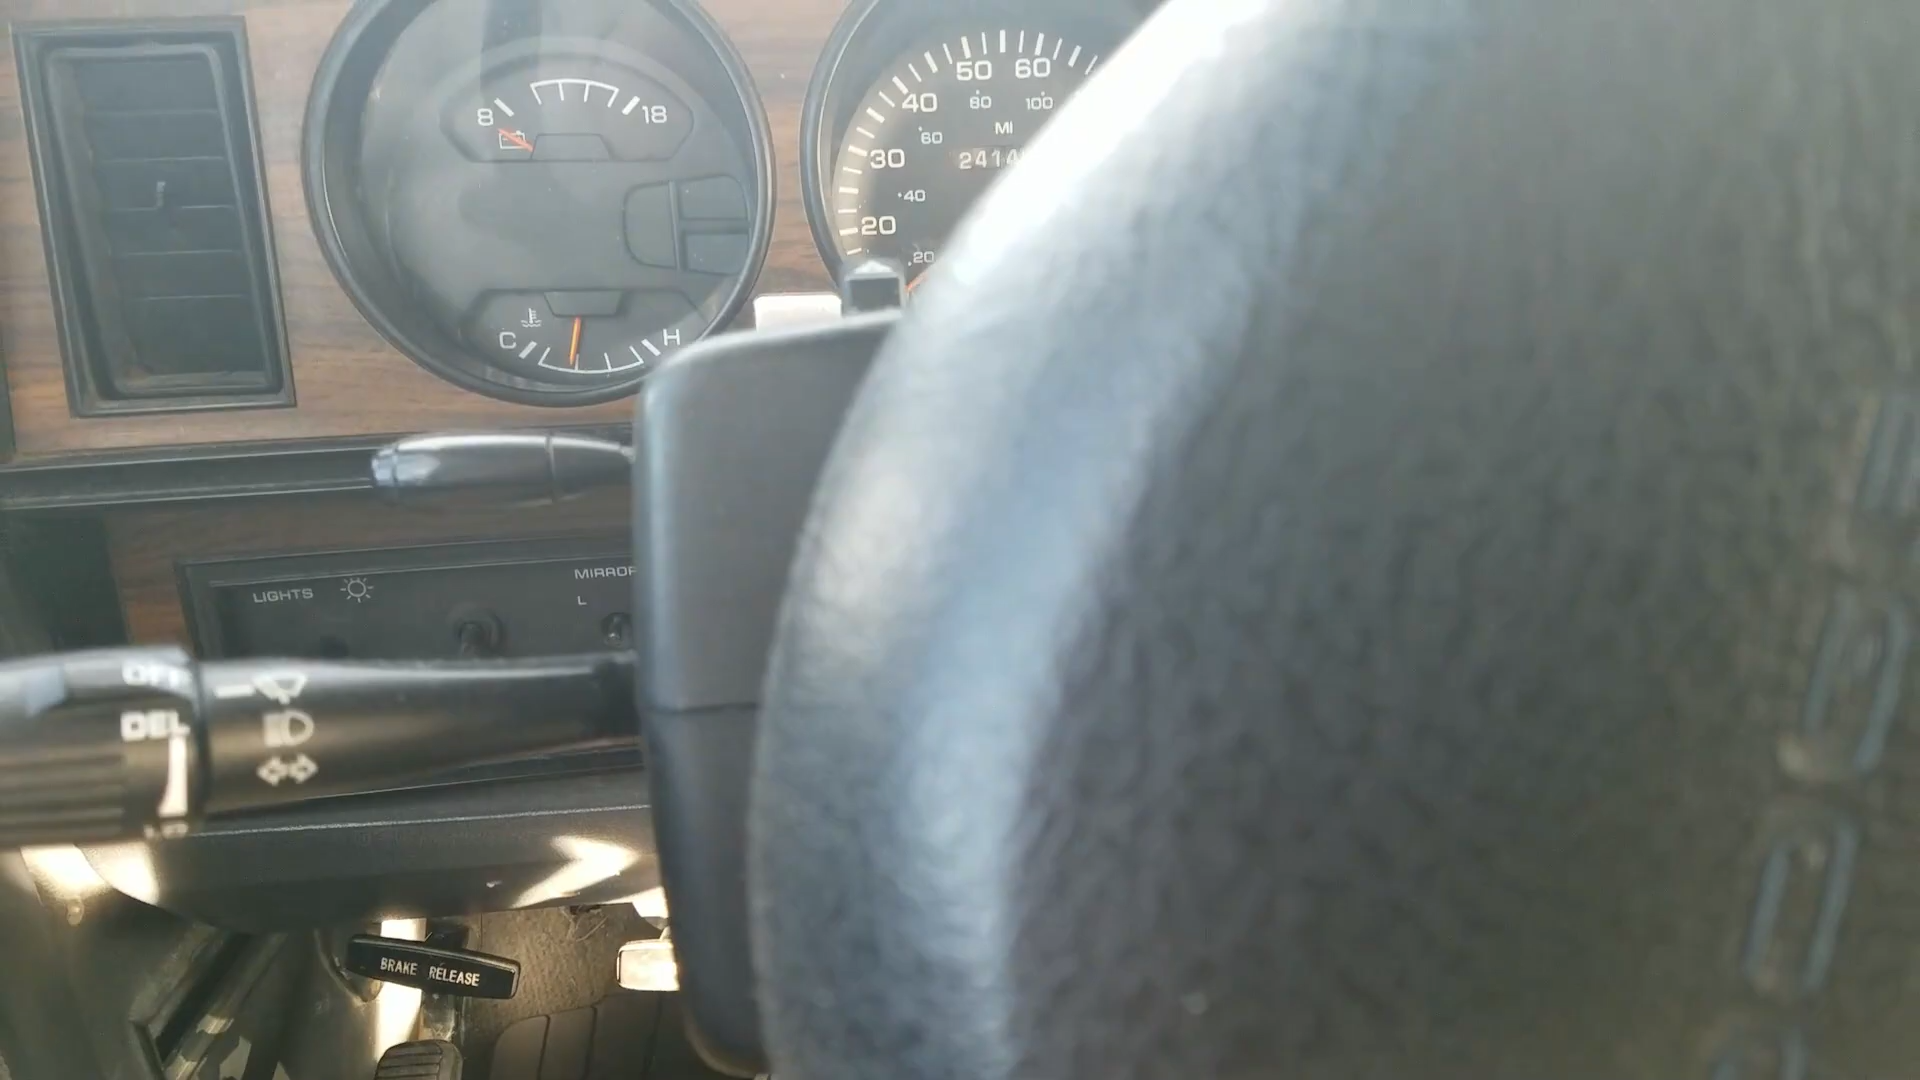 8 18
C H
50 60
40
30
20
80 100
60
40
20
MI
2414
LIGHTS
MIRROR
L
OFF
DEL
BRAKE RELEASE